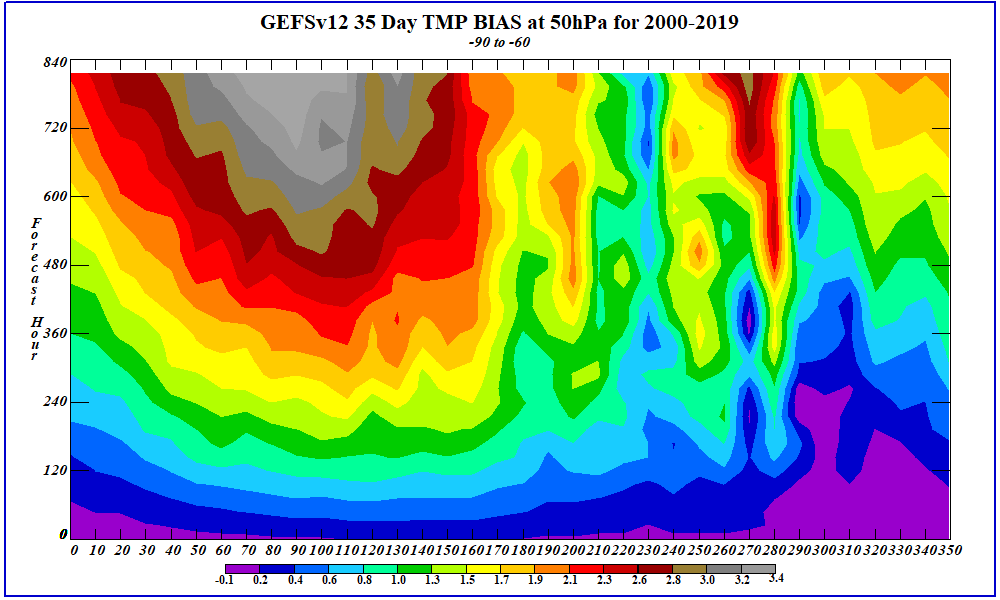 GEFSv12 35 Day TMP BIAS at 50hPa for 2000-2019
-90 to -60
840
720
600
480
360
240
120
0
Forecast Hour
0 10 20 30 40 50 60 70 80 90 100 110 120 130 140 150 160 170 180 190 200 210 220 230 240 250 260 270 280 290 300 310 320 330 340 350
-0.1 0.2 0.4 0.6 0.8 1.0 1.3 1.5 1.7 1.9 2.1 2.3 2.6 2.8 3.0 3.2 3.4